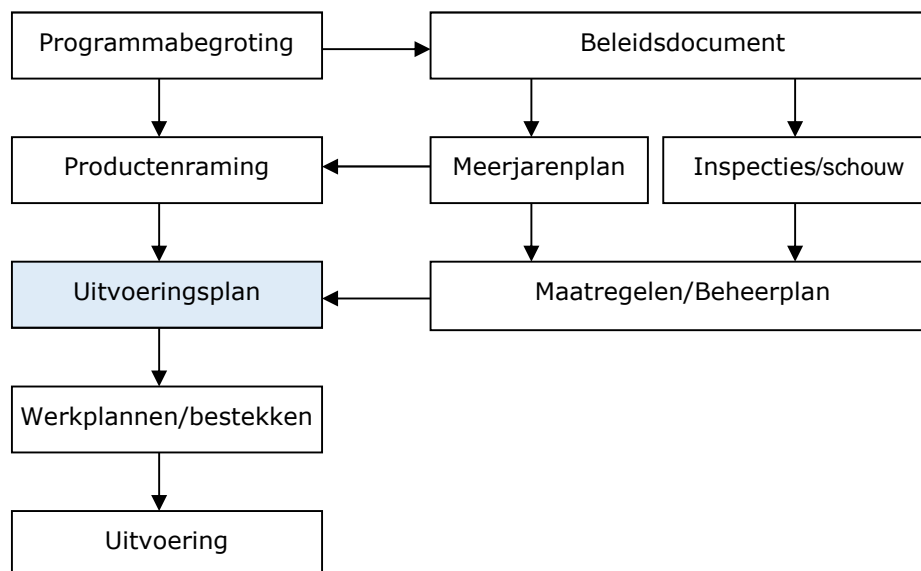 Programmabegroting
Beleidsdocument
Productenraming
Meerjarenplan
Inspecties/schouw
Uitvoeringsplan
Maatregelen/Beheerplan
Werkplannen/bestekken
Uitvoering